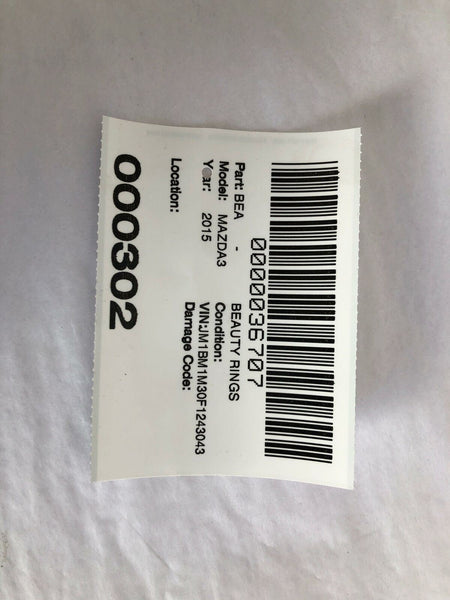 0000036707
Part: BEA - BEAUTY RINGS
Model: MAZDA3 Condition:
Year: 2015 VIN:JM1BM1M30F1243043
Damage Code:
Location:
000302